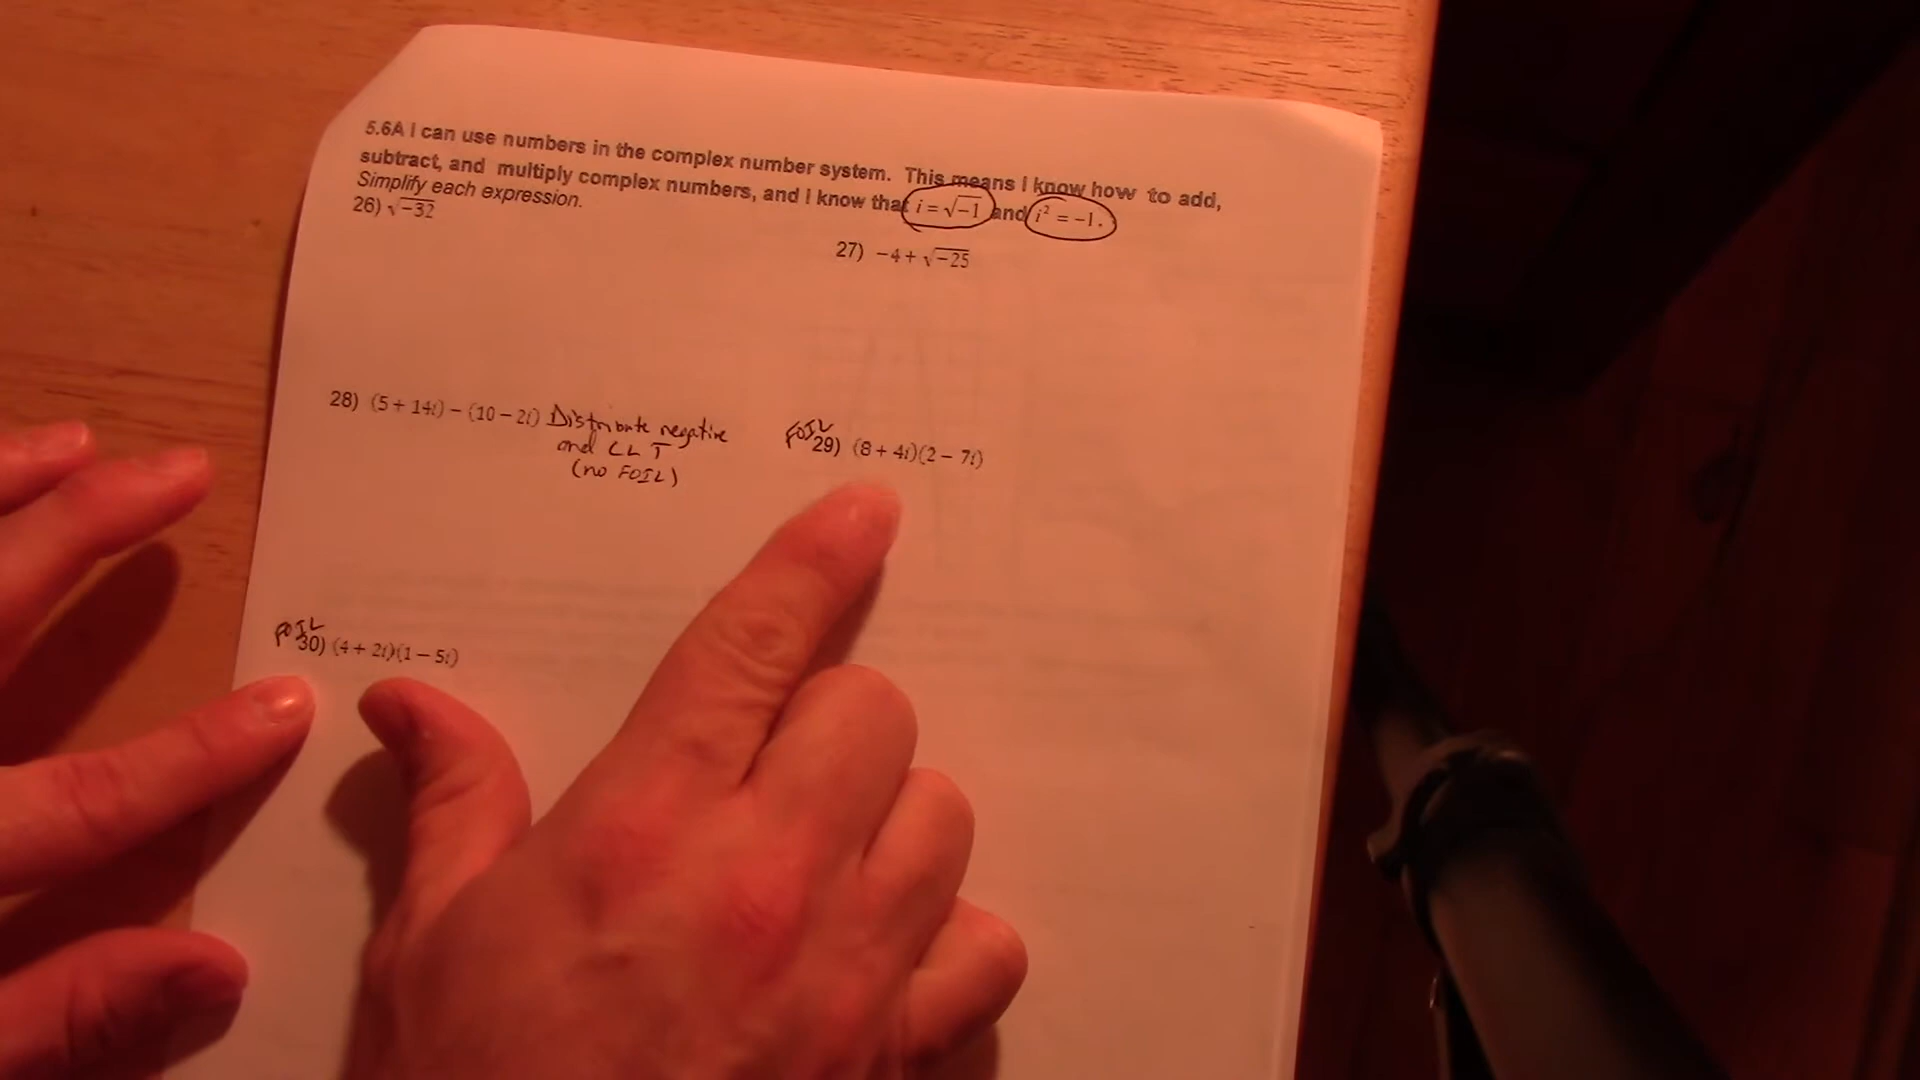 5.6A I can use numbers in the complex number system. This means I know how to add,
subtract, and multiply complex numbers, and I know that i = √-1 and i² = -1.
Simplify each expression.
26) √-32
27) -4 + √-25
28) (5 + 14i) - (10 - 2i) Distribute negative
and CLT
(no FOIL)
FOIL
29) (8 + 4i)(2 - 7i)
FOIL
30) (4 + 2i)(1 - 5i)